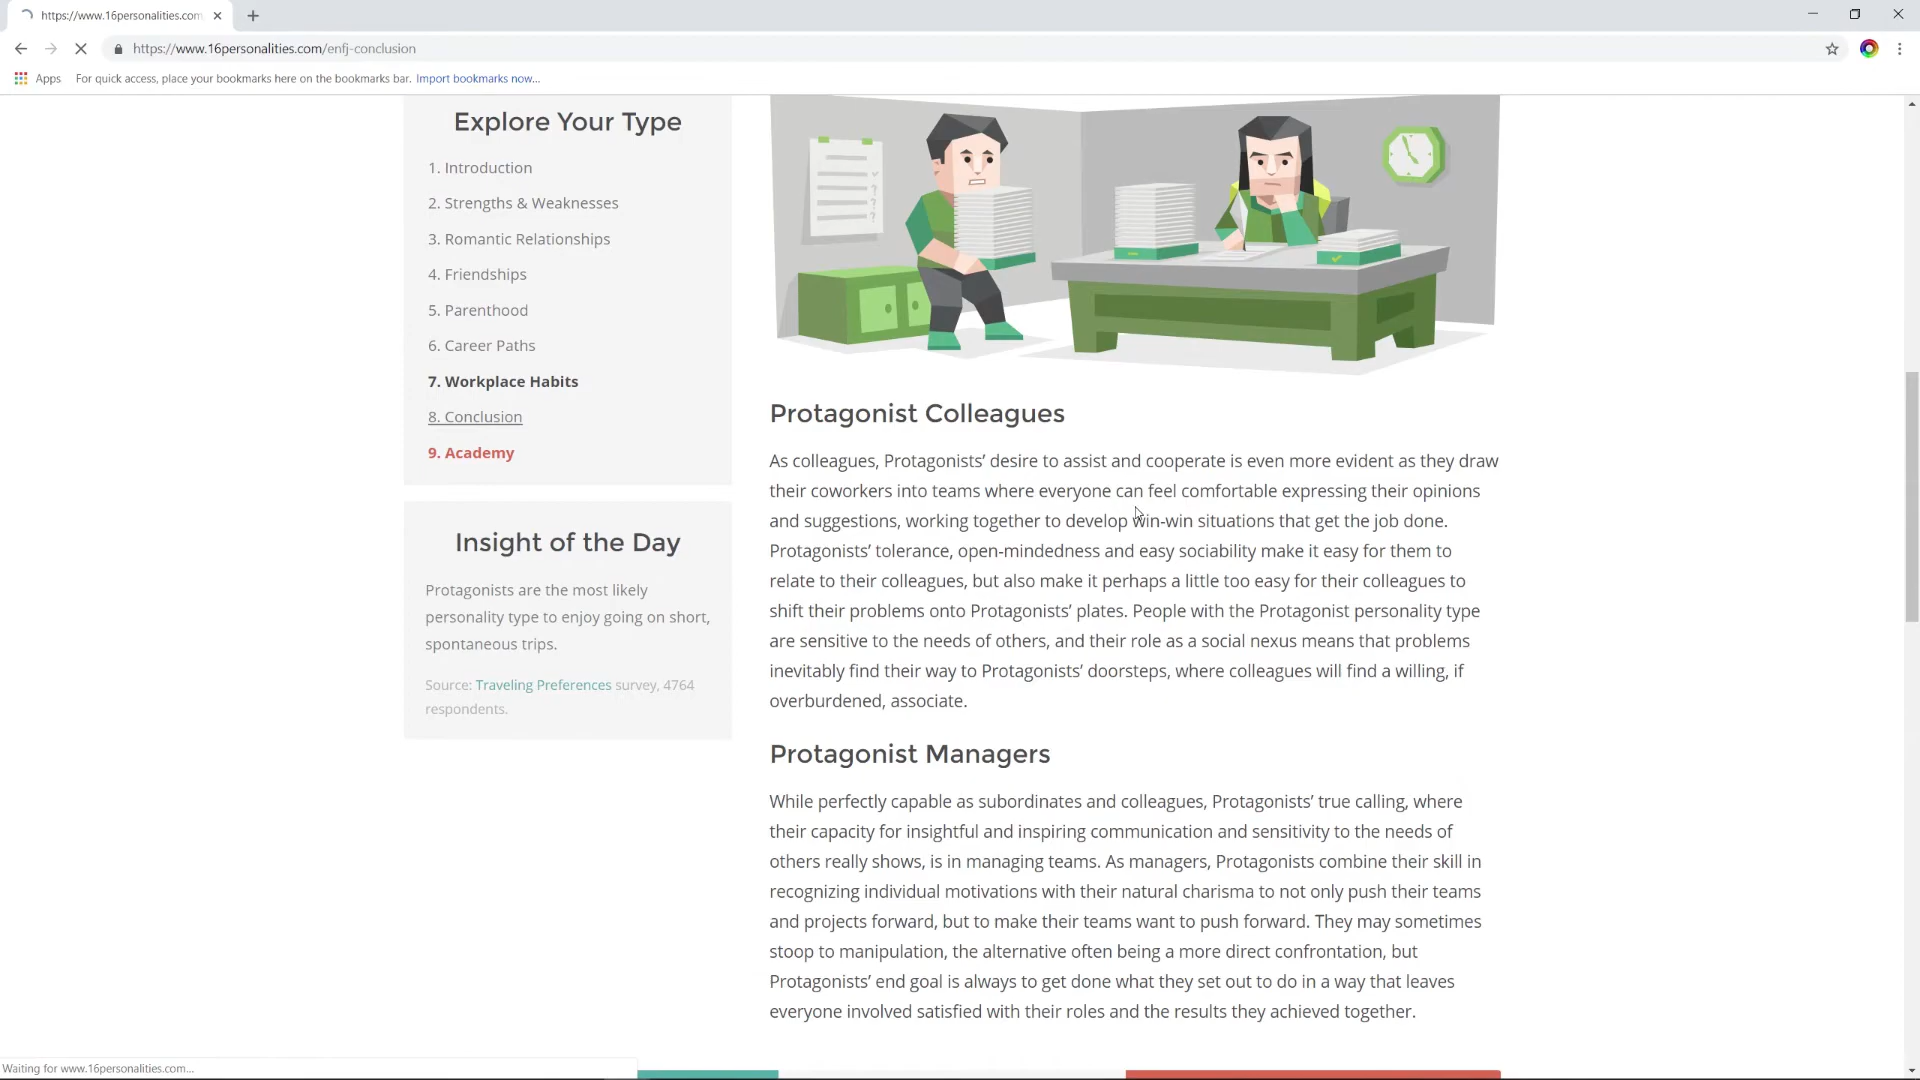 https://www.16personalities.com
https://www.16personalities.com/enfj-conclusion
Apps For quick access, place your bookmarks here on the bookmarks bar. Import bookmarks now...
Explore Your Type
1. Introduction
2. Strengths & Weaknesses
3. Romantic Relationships
4. Friendships
5. Parenthood
6. Career Paths
7. Workplace Habits
8. Conclusion
9. Academy
Insight of the Day
Protagonists are the most likely
personality type to enjoy going on short,
spontaneous trips.
Source: Traveling Preferences survey, 4764
respondents.
Protagonist Colleagues
As colleagues, Protagonists’ desire to assist and cooperate is even more evident as they draw
their coworkers into teams where everyone can feel comfortable expressing their opinions
and suggestions, working together to develop win-win situations that get the job done.
Protagonists’ tolerance, open-mindedness and easy sociability make it easy for them to
relate to their colleagues, but also make it perhaps a little too easy for their colleagues to
shift their problems onto Protagonists’ plates. People with the Protagonist personality type
are sensitive to the needs of others, and their role as a social nexus means that problems
inevitably find their way to Protagonists’ doorsteps, where colleagues will find a willing, if
overburdened, associate.
Protagonist Managers
While perfectly capable as subordinates and colleagues, Protagonists’ true calling, where
their capacity for insightful and inspiring communication and sensitivity to the needs of
others really shows, is in managing teams. As managers, Protagonists combine their skill in
recognizing individual motivations with their natural charisma to not only push their teams
and projects forward, but to make their teams want to push forward. They may sometimes
stoop to manipulation, the alternative often being a more direct confrontation, but
Protagonists’ end goal is always to get done what they set out to do in a way that leaves
everyone involved satisfied with their roles and the results they achieved together.
Waiting for www.16personalities.com...